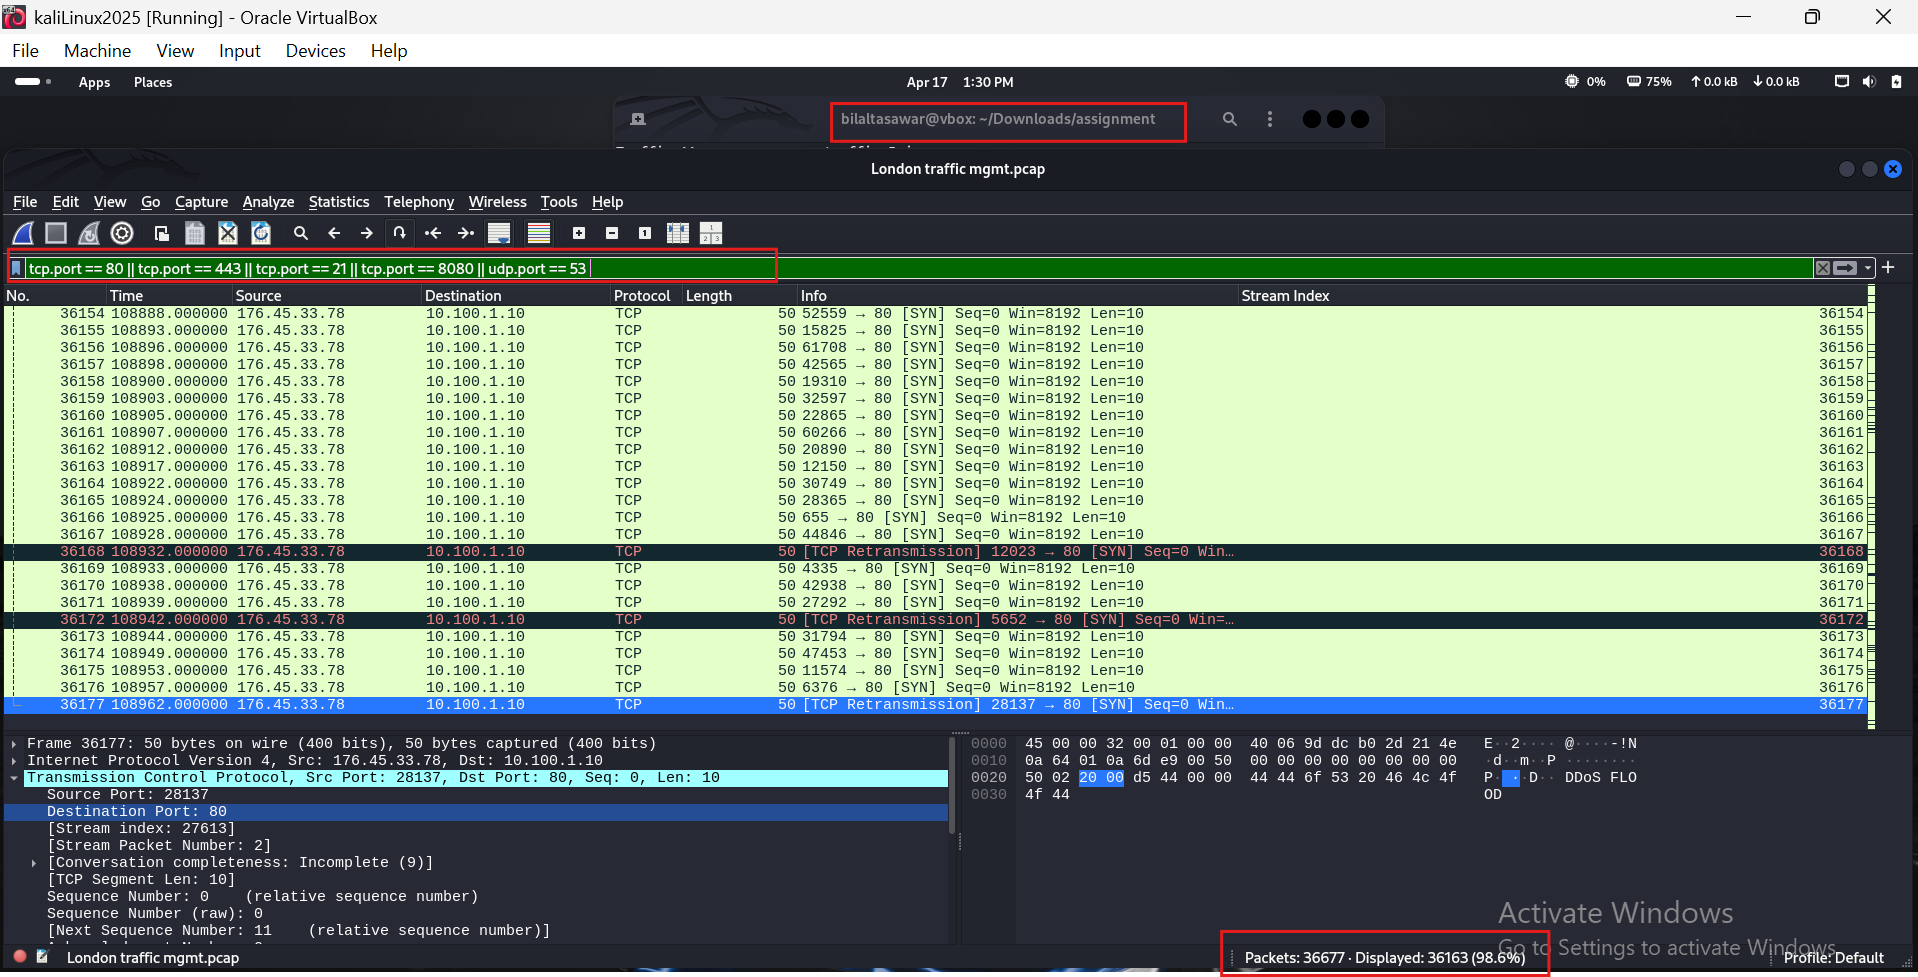 kaliLinux2025 [Running] - Oracle VirtualBox
File Machine View Input Devices Help
Apps Places Apr 17 1:30 PM 0% 75% 0.0 kB 0.0 kB
bilaltasawar@vbox: ~/Downloads/assignment
London traffic mgmt.pcap
File Edit View Go Capture Analyze Statistics Telephony Wireless Tools Help
tcp.port == 80 || tcp.port == 443 || tcp.port == 21 || tcp.port == 8080 || udp.port == 53
No. Time Source Destination Protocol Length Info Stream Index
36154 108888.000000 176.45.33.78 10.100.1.10 TCP 50 52559 → 80 [SYN] Seq=0 Win=8192 Len=10 36154
36155 108893.000000 176.45.33.78 10.100.1.10 TCP 50 15825 → 80 [SYN] Seq=0 Win=8192 Len=10 36155
36156 108896.000000 176.45.33.78 10.100.1.10 TCP 50 61708 → 80 [SYN] Seq=0 Win=8192 Len=10 36156
36157 108898.000000 176.45.33.78 10.100.1.10 TCP 50 42565 → 80 [SYN] Seq=0 Win=8192 Len=10 36157
36158 108900.000000 176.45.33.78 10.100.1.10 TCP 50 19310 → 80 [SYN] Seq=0 Win=8192 Len=10 36158
36159 108903.000000 176.45.33.78 10.100.1.10 TCP 50 32597 → 80 [SYN] Seq=0 Win=8192 Len=10 36159
36160 108905.000000 176.45.33.78 10.100.1.10 TCP 50 22865 → 80 [SYN] Seq=0 Win=8192 Len=10 36160
36161 108907.000000 176.45.33.78 10.100.1.10 TCP 50 60266 → 80 [SYN] Seq=0 Win=8192 Len=10 36161
36162 108912.000000 176.45.33.78 10.100.1.10 TCP 50 20890 → 80 [SYN] Seq=0 Win=8192 Len=10 36162
36163 108917.000000 176.45.33.78 10.100.1.10 TCP 50 12150 → 80 [SYN] Seq=0 Win=8192 Len=10 36163
36164 108922.000000 176.45.33.78 10.100.1.10 TCP 50 30749 → 80 [SYN] Seq=0 Win=8192 Len=10 36164
36165 108924.000000 176.45.33.78 10.100.1.10 TCP 50 28365 → 80 [SYN] Seq=0 Win=8192 Len=10 36165
36166 108925.000000 176.45.33.78 10.100.1.10 TCP 50 655 → 80 [SYN] Seq=0 Win=8192 Len=10 36166
36167 108928.000000 176.45.33.78 10.100.1.10 TCP 50 44846 → 80 [SYN] Seq=0 Win=8192 Len=10 36167
36168 108932.000000 176.45.33.78 10.100.1.10 TCP 50 [TCP Retransmission] 12023 → 80 [SYN] Seq=0 Win… 36168
36169 108933.000000 176.45.33.78 10.100.1.10 TCP 50 4335 → 80 [SYN] Seq=0 Win=8192 Len=10 36169
36170 108938.000000 176.45.33.78 10.100.1.10 TCP 50 42938 → 80 [SYN] Seq=0 Win=8192 Len=10 36170
36171 108939.000000 176.45.33.78 10.100.1.10 TCP 50 27292 → 80 [SYN] Seq=0 Win=8192 Len=10 36171
36172 108942.000000 176.45.33.78 10.100.1.10 TCP 50 [TCP Retransmission] 5652 → 80 [SYN] Seq=0 Win=… 36172
36173 108944.000000 176.45.33.78 10.100.1.10 TCP 50 31794 → 80 [SYN] Seq=0 Win=8192 Len=10 36173
36174 108949.000000 176.45.33.78 10.100.1.10 TCP 50 47453 → 80 [SYN] Seq=0 Win=8192 Len=10 36174
36175 108953.000000 176.45.33.78 10.100.1.10 TCP 50 11574 → 80 [SYN] Seq=0 Win=8192 Len=10 36175
36176 108957.000000 176.45.33.78 10.100.1.10 TCP 50 6376 → 80 [SYN] Seq=0 Win=8192 Len=10 36176
36177 108962.000000 176.45.33.78 10.100.1.10 TCP 50 [TCP Retransmission] 28137 → 80 [SYN] Seq=0 Win… 36177
Frame 36177: 50 bytes on wire (400 bits), 50 bytes captured (400 bits)
Internet Protocol Version 4, Src: 176.45.33.78, Dst: 10.100.1.10
Transmission Control Protocol, Src Port: 28137, Dst Port: 80, Seq: 0, Len: 10
Source Port: 28137
Destination Port: 80
[Stream index: 27613]
[Stream Packet Number: 2]
[Conversation completeness: Incomplete (9)]
[TCP Segment Len: 10]
Sequence Number: 0 (relative sequence number)
Sequence Number (raw): 0
[Next Sequence Number: 11 (relative sequence number)]
0000 45 00 00 32 00 01 00 00 40 06 9d dc b0 2d 21 4e E··2····@····-!N
0010 0a 64 01 0a 6d e9 00 50 00 00 00 00 00 00 00 00 ·d··m··P········
0020 50 02 20 00 d5 44 00 00 44 44 6f 53 20 46 4c 4f P· ··D··DDoS FLO
0030 4f 44 OD
Activate Windows
Go to Settings to activate Windows.
London traffic mgmt.pcap Packets: 36677 · Displayed: 36163 (98.6%) Profile: Default